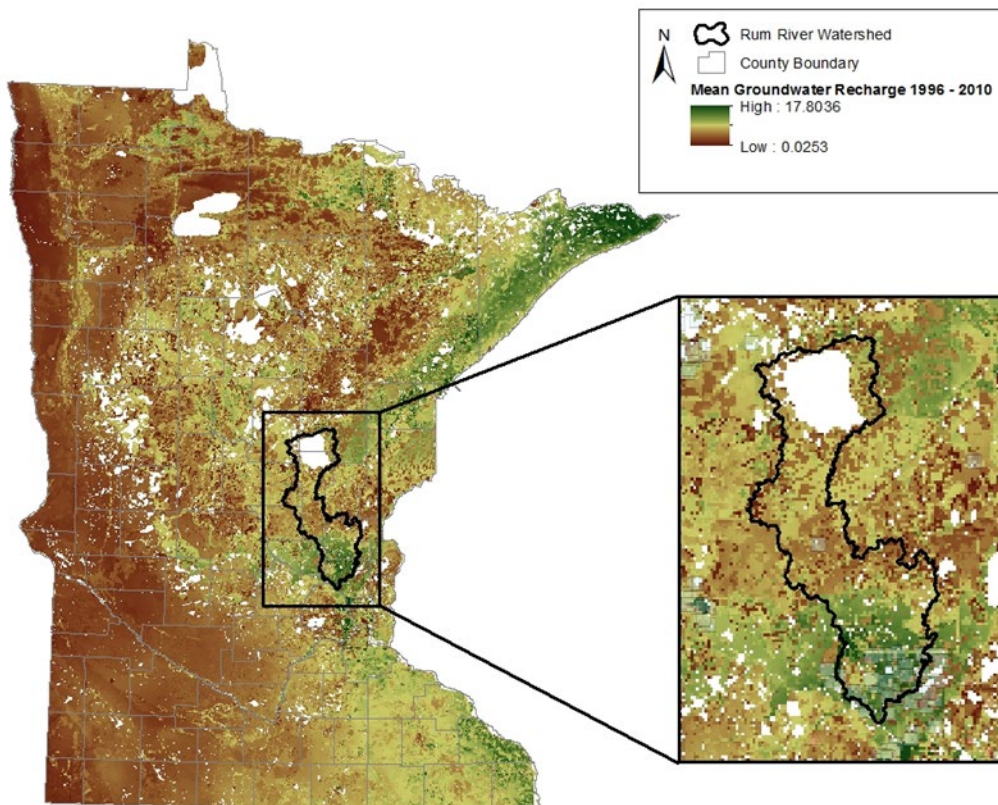 N
Rum River Watershed
County Boundary
Mean Groundwater Recharge 1996 - 2010
High : 17.8036
Low : 0.0253